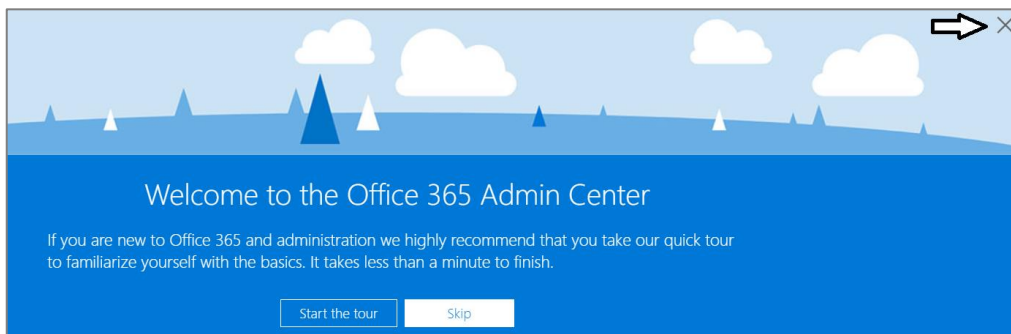 Welcome to the Office 365 Admin Center
If you are new to Office 365 and administration we highly recommend that you take our quick tour
to familiarize yourself with the basics. It takes less than a minute to finish.
Start the tour
Skip